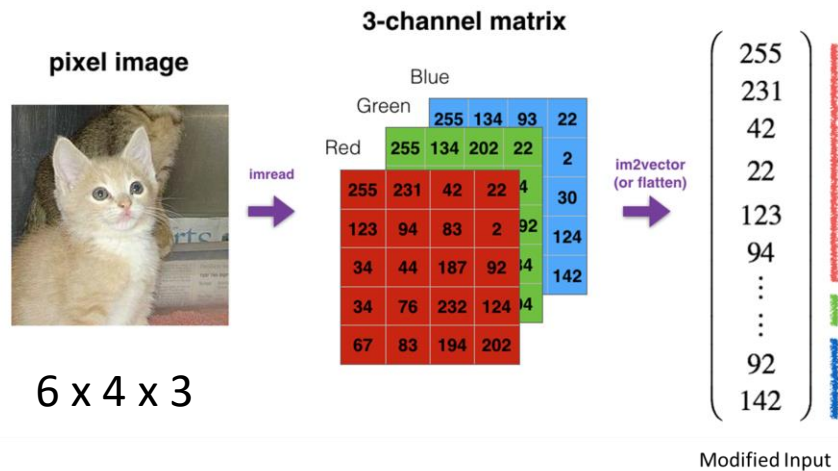 3-channel matrix
pixel image
Blue
Green
Red
255 134 93 22
255 134 202 22
2
255 231 42 22
4
30
123 94 83 2
92
124
34 44 187 92
34
142
34 76 232 124
94
67 83 194 202
imread
im2vector
(or flatten)
255
231
42
22
123
94
⋮
⋮
92
142
6 x 4 x 3
Modified Input